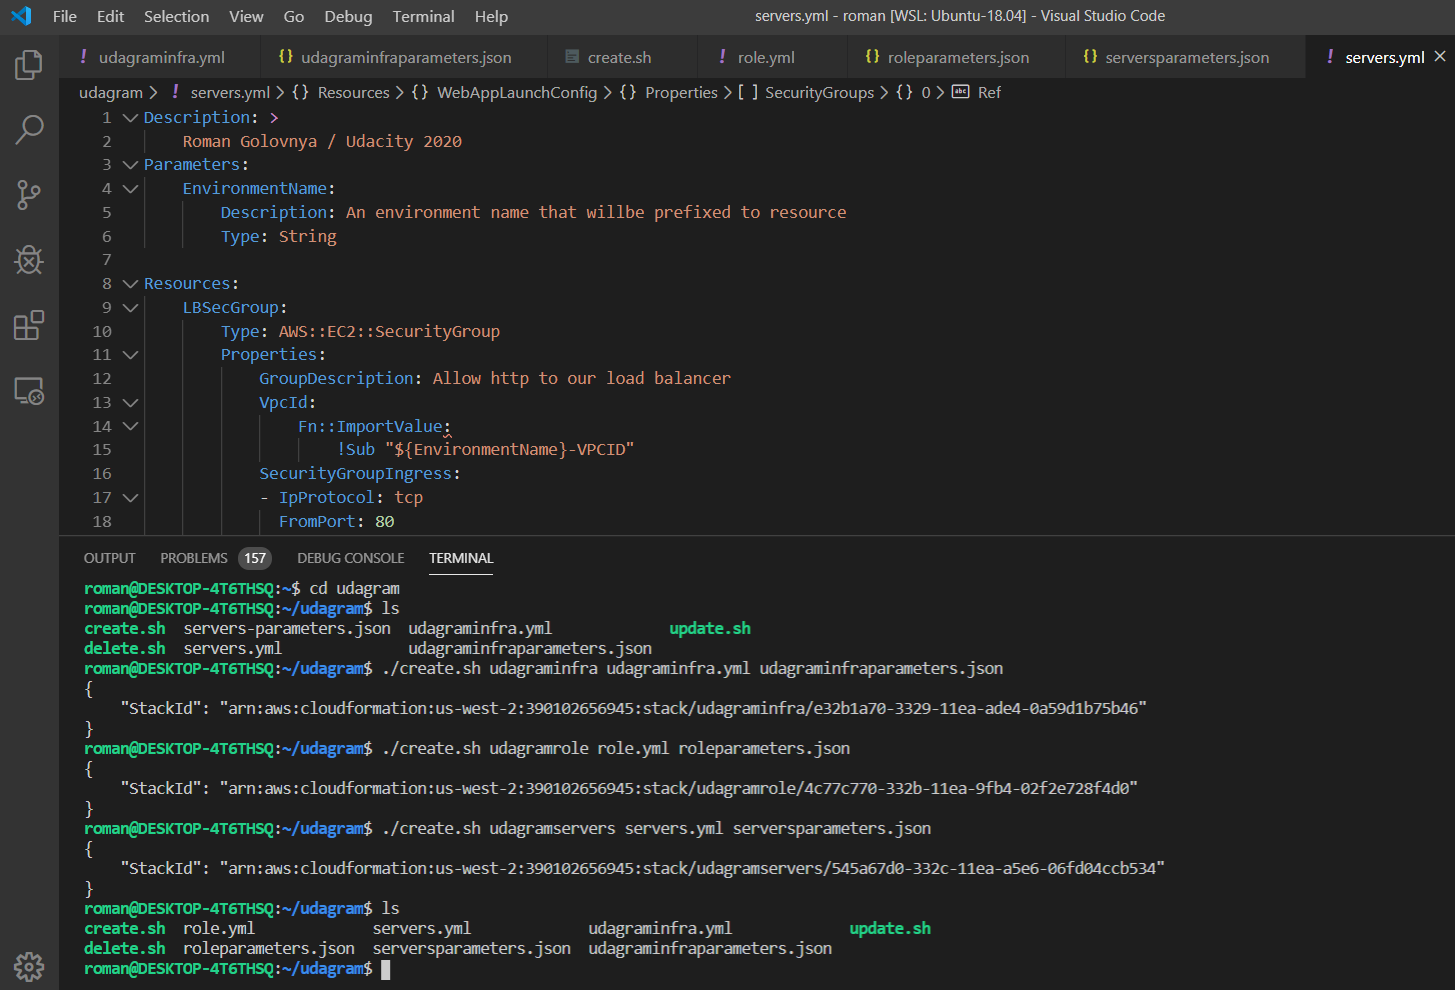 File Edit Selection View Go Debug Terminal Help servers.yml - roman [WSL: Ubuntu-18.04] - Visual Studio Code
! udagraminfra.yml {} udagraminfraparameters.json create.sh ! role.yml {} roleparameters.json {} serversparameters.json ! servers.yml ×
udagram > ! servers.yml > {} Resources > {} WebAppLaunchConfig > {} Properties > [ ] SecurityGroups > {} 0 > abc Ref
1 Description: >
2 Roman Golovnya / Udacity 2020
3 Parameters:
4 EnvironmentName:
5 Description: An environment name that willbe prefixed to resource
6 Type: String
7
8 Resources:
9 LBSecGroup:
10 Type: AWS::EC2::SecurityGroup
11 Properties:
12 GroupDescription: Allow http to our load balancer
13 VpcId:
14 Fn::ImportValue:
15 !Sub "${EnvironmentName}-VPCID"
16 SecurityGroupIngress:
17 - IpProtocol: tcp
18 FromPort: 80
OUTPUT PROBLEMS 157 DEBUG CONSOLE TERMINAL
roman@DESKTOP-4T6THSQ:~$ cd udagram
roman@DESKTOP-4T6THSQ:~/udagram$ ls
create.sh servers-parameters.json udagraminfra.yml update.sh
delete.sh servers.yml udagraminfraparameters.json
roman@DESKTOP-4T6THSQ:~/udagram$ ./create.sh udagraminfra udagraminfra.yml udagraminfraparameters.json
{
"StackId": "arn:aws:cloudformation:us-west-2:390102656945:stack/udagraminfra/e32b1a70-3329-11ea-ade4-0a59d1b75b46"
}
roman@DESKTOP-4T6THSQ:~/udagram$ ./create.sh udagramrole role.yml roleparameters.json
{
"StackId": "arn:aws:cloudformation:us-west-2:390102656945:stack/udagramrole/4c77c770-332b-11ea-9fb4-02f2e728f4d0"
}
roman@DESKTOP-4T6THSQ:~/udagram$ ./create.sh udagramservers servers.yml serversparameters.json
{
"StackId": "arn:aws:cloudformation:us-west-2:390102656945:stack/udagramservers/545a67d0-332c-11ea-a5e6-06fd04ccb534"
}
roman@DESKTOP-4T6THSQ:~/udagram$ ls
create.sh role.yml servers.yml udagraminfra.yml update.sh
delete.sh roleparameters.json serversparameters.json udagraminfraparameters.json
roman@DESKTOP-4T6THSQ:~/udagram$